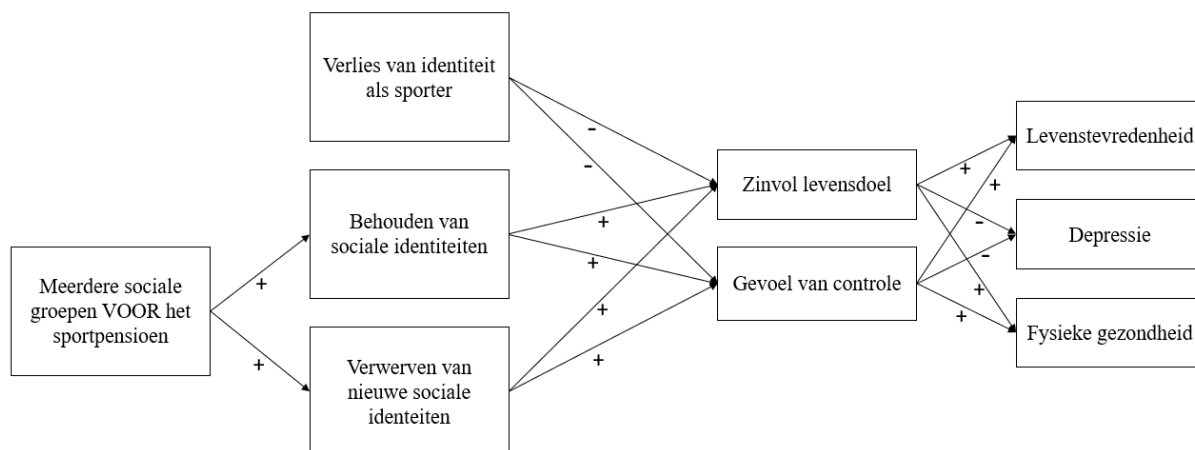 Verlies van identiteit
als sporter
-
-
Levenstevredenheid
+
+
Zinvol levensdoel
Behouden van
sociale identiteiten
+
+
-
Depressie
-
Meerdere sociale
groepen VOOR het
sportpensioen
+
+
Gevoel van controle
+
+
Fysieke gezondheid
Verwerven van
nieuwe sociale
identeiten
+
+